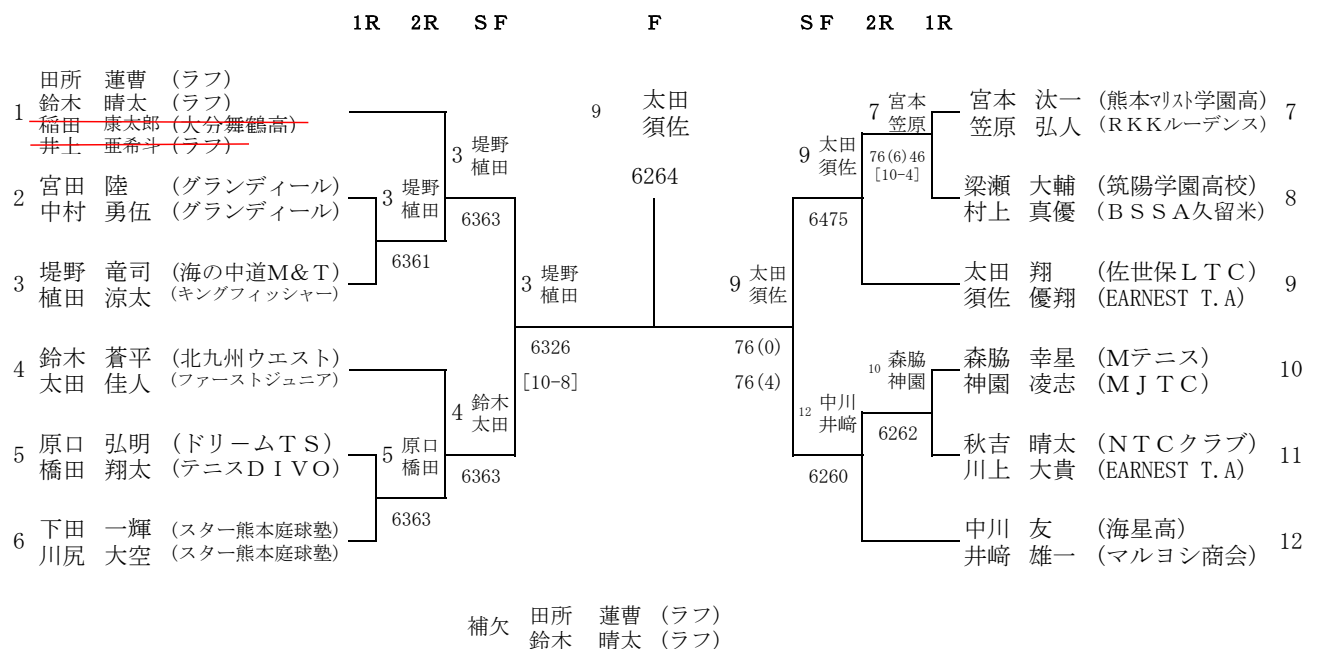 1R 2R SF F SF 2R 1R
田所 蓮曹 (ラフ)
鈴木 晴太 (ラフ)
1
稲田 康太郎 (大分舞鶴高)
井上 亜希斗 (ラフ)
2
宮田 陸 (グランディール)
中村 勇伍 (グランディール)
3
堤野 竜司 (海の中道M&T)
植田 涼太 (キングフィッシャー)
4
鈴木 蒼平 (北九州ウエスト)
太田 佳人 (ファーストジュニア)
5
原口 弘明 (ドリームTS)
橋田 翔太 (テニスDIVO)
6
下田 一輝 (スター熊本庭球塾)
川尻 大空 (スター熊本庭球塾)
3 堤野
植田
6361
5 原口
橋田
6363
3 堤野
植田
6363
4 鈴木
太田
6363
3 堤野
植田
6326
[10-8]
9 太田
須佐
6264
9 太田
須佐
76(0)
76(4)
9 太田
須佐
6475
12 中川
井﨑
6260
7 宮本
笠原
76(6)46
[10-4]
10 森脇
神園
6262
宮本 汰一 (熊本マリスト学園高)
笠原 弘人 (RKKルーデンス)
7
梁瀬 大輔 (筑陽学園高校)
村上 真優 (BSSA久留米)
8
太田 翔 (佐世保LTC)
須佐 優翔 (EARNEST T.A)
9
森脇 幸星 (Mテニス)
神園 凌志 (MJTC)
10
秋吉 晴太 (NTCクラブ)
川上 大貴 (EARNEST T.A)
11
中川 友 (海星高)
井﨑 雄一 (マルヨシ商会)
12
補欠
田所 蓮曹 (ラフ)
鈴木 晴太 (ラフ)